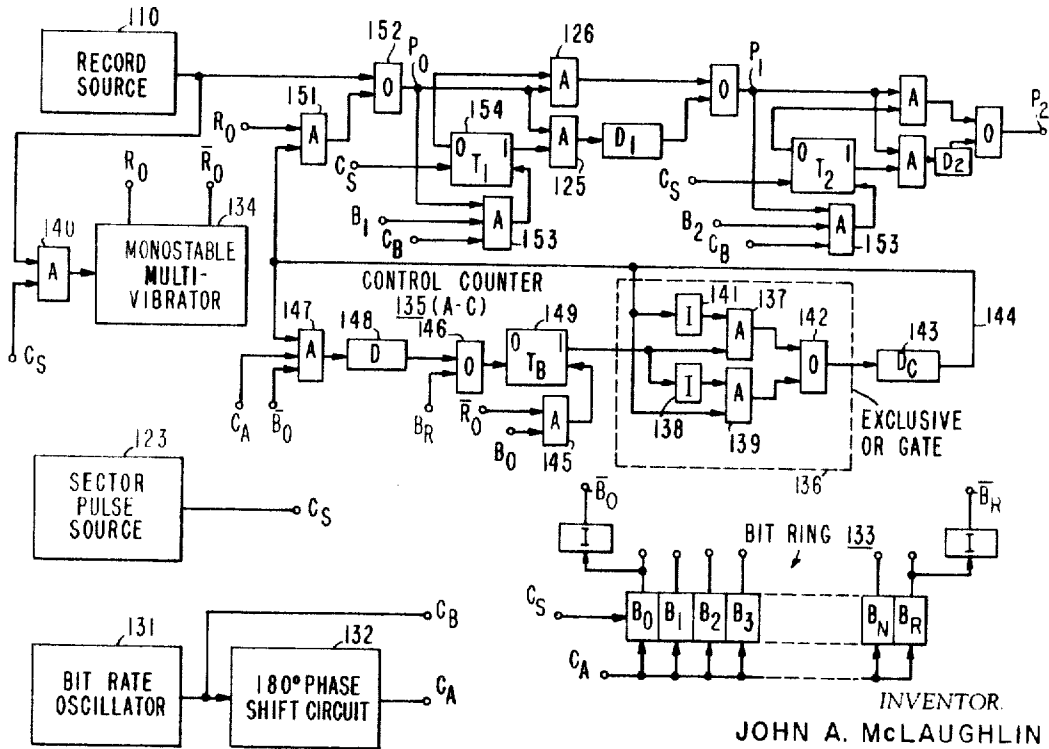 110
RECORD
SOURCE
152
O
P0
126
A
O
P1
A
O
P2
151
R0
A
154
0 1
T1
A
125
D1
CS
B1
CB
A
153
0 1
T2
A
D2
CS
B2
CB
A
153
R0
R̅0
134
MONOSTABLE
MULTI-
VIBRATOR
140
A
CS
CONTROL COUNTER
135 (A-C)
147
A
148
D
146
O
149
0 1
TB
CA
B̅0
BR
R̅0
B0
A
145
141
I
137
A
142
O
I
138
A
139
143
DC
144
EXCLUSIVE
OR GATE
136
123
SECTOR
PULSE
SOURCE
CS
B̅0
I
BIT RING 133
B̅R
I
CS
B0 B1 B2 B3 BN BR
CA
131
BIT RATE
OSCILLATOR
132
180° PHASE
SHIFT CIRCUIT
CB
CA
INVENTOR.
JOHN A. McLAUGHLIN